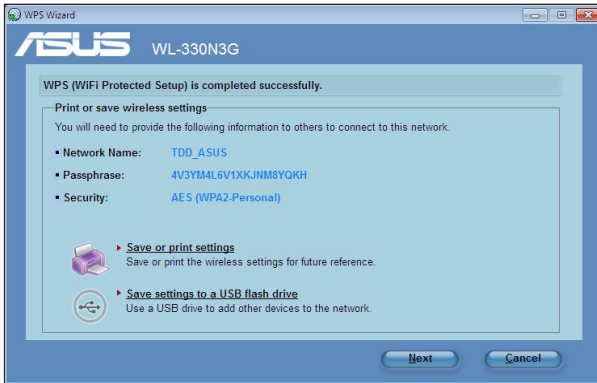 WPS Wizard
ASUS WL-330N3G
WPS (WiFi Protected Setup) is completed successfully.
Print or save wireless settings
You will need to provide the following information to others to connect to this network.
Network Name: TDD_ASUS
Passphrase: 4V3YM4L6V1XKJNM8YQKH
Security: AES (WPA2-Personal)
Save or print settings
Save or print the wireless settings for future reference.
Save settings to a USB flash drive
Use a USB drive to add other devices to the network.
Next Cancel